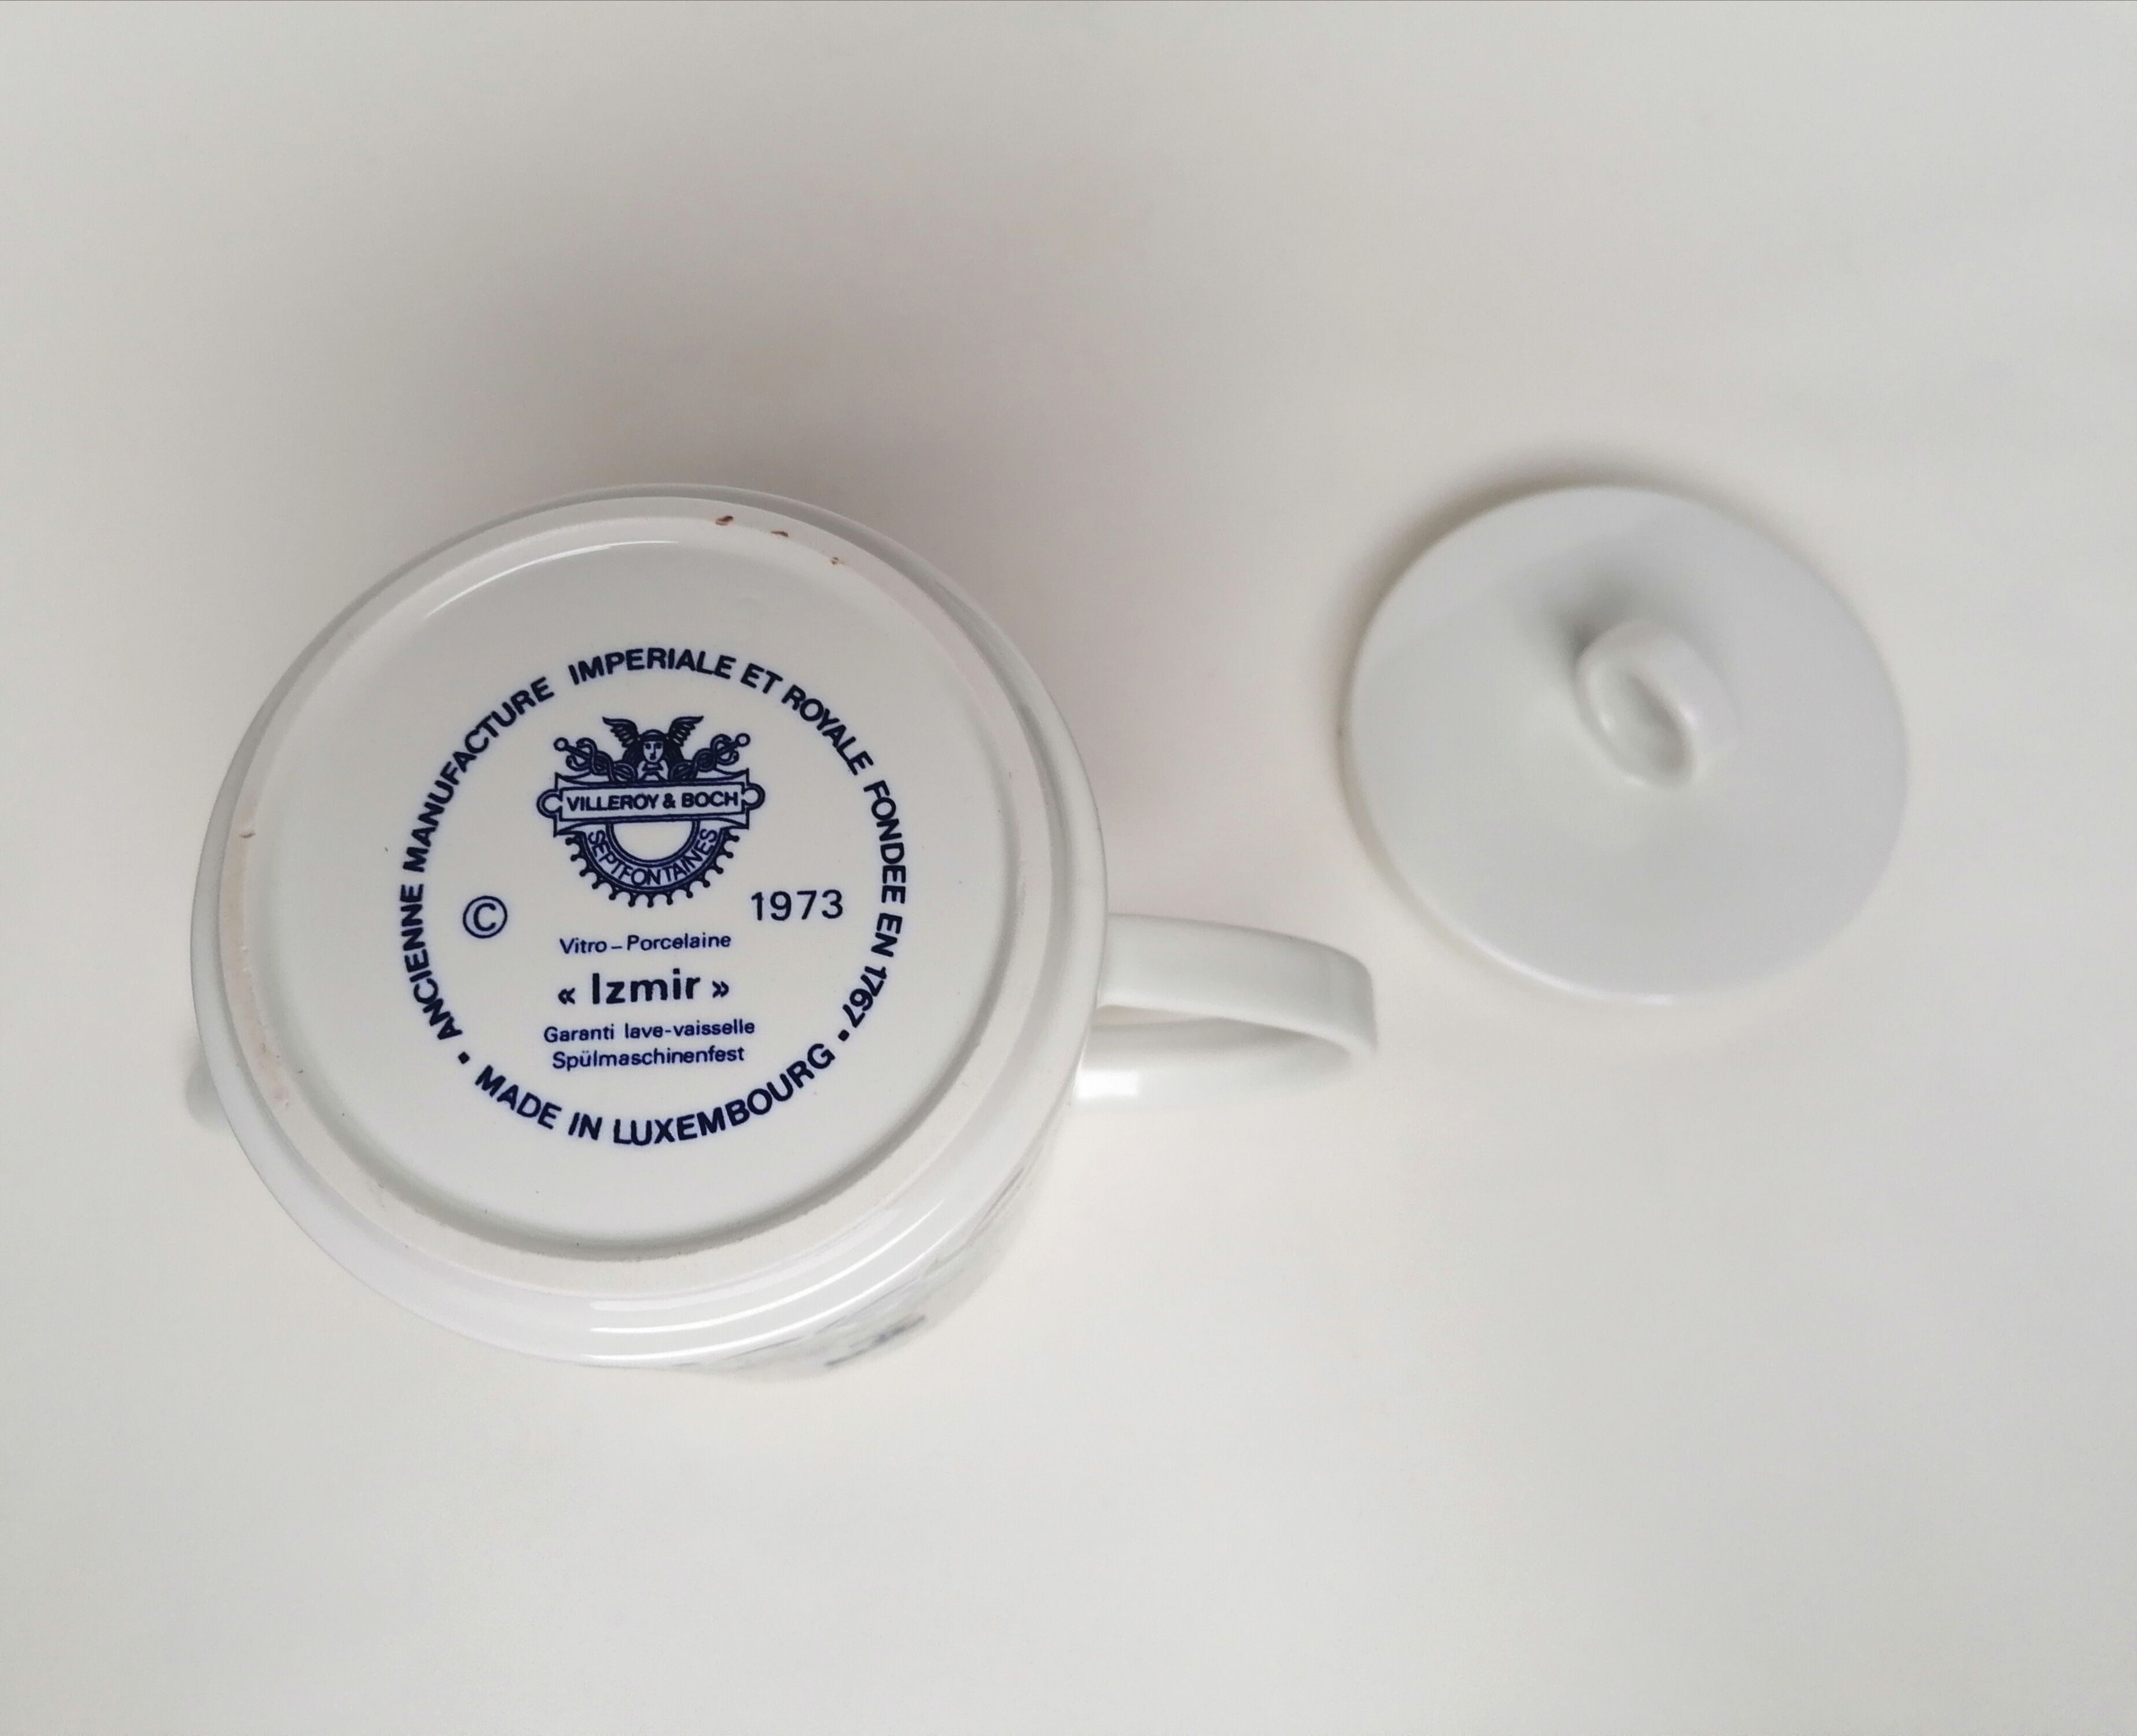 ANCIENNE MANUFACTURE IMPERIALE ET ROYALE FONDEE EN 1767 •
VILLEROY & BOCH
SEPTFONTAINES
© 1973
Vitro–Porcelaine
« Izmir »
Garanti lave-vaisselle
Spülmaschinenfest
• MADE IN LUXEMBOURG